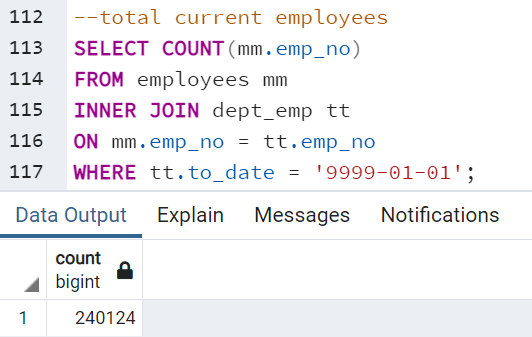 112 --total current employees
113 SELECT COUNT(mm.emp_no)
114 FROM employees mm
115 INNER JOIN dept_emp tt
116 ON mm.emp_no = tt.emp_no
117 WHERE tt.to_date = '9999-01-01';
Data Output Explain Messages Notifications
count
bigint
1 240124